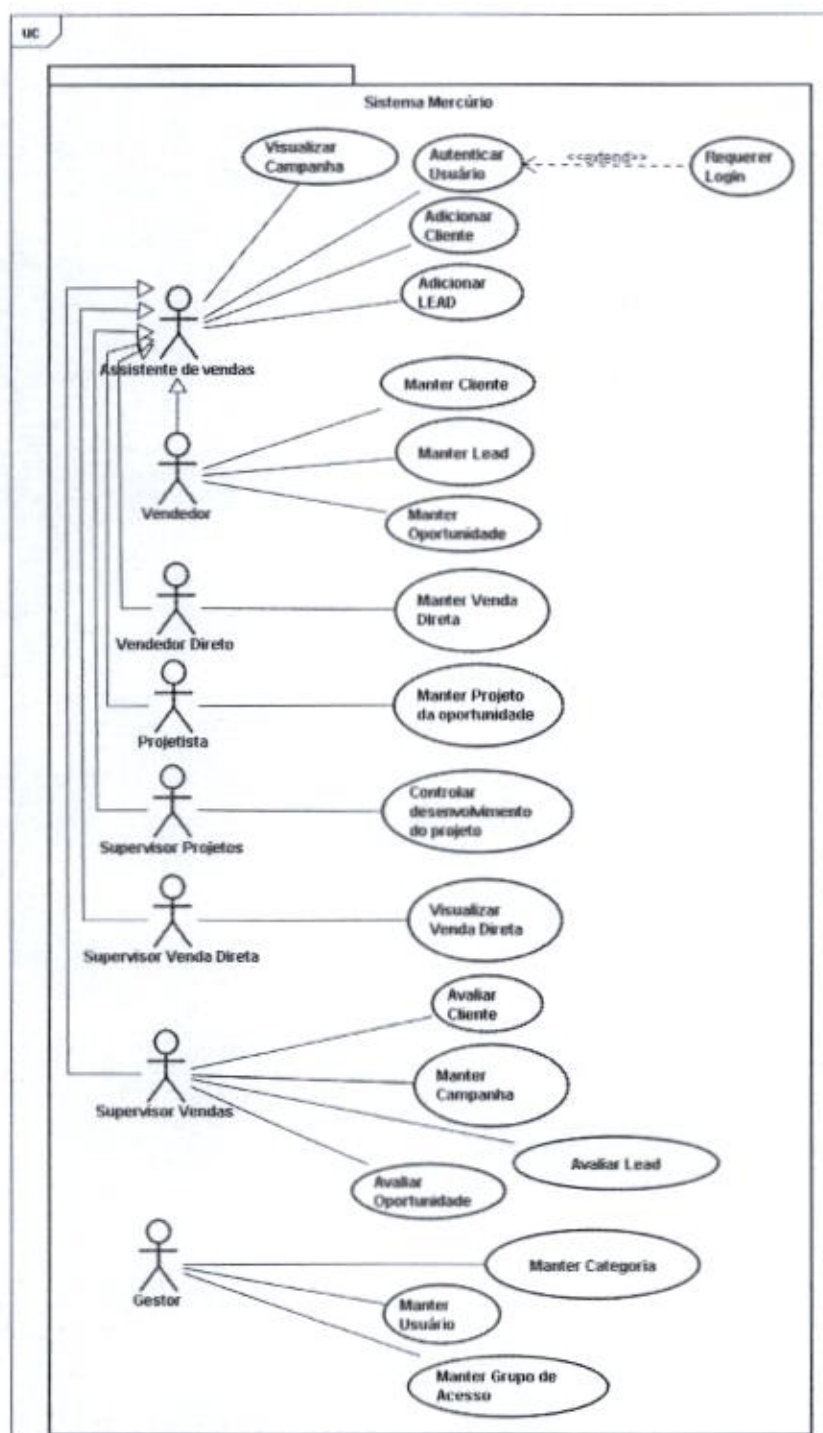 uc
Sistema Mercúrio
Visualizar
Campanha
Autenticar
Usuário
<<extend>>
Requerer
Login
Adicionar
Cliente
Adicionar
LEAD
Assistente de vendas
Manter Cliente
Manter Lead
Vendedor
Manter
Oportunidade
Manter Venda
Direta
Vendedor Direto
Manter Projeto
da oportunidade
Projetista
Controlar
desenvolvimento
do projeto
Supervisor Projetos
Visualizar
Venda Direta
Supervisor Venda Direta
Avaliar
Cliente
Manter
Campanha
Supervisor Vendas
Avaliar Lead
Avaliar
Oportunidade
Manter Categoria
Gestor
Manter
Usuário
Manter Grupo de
Acesso